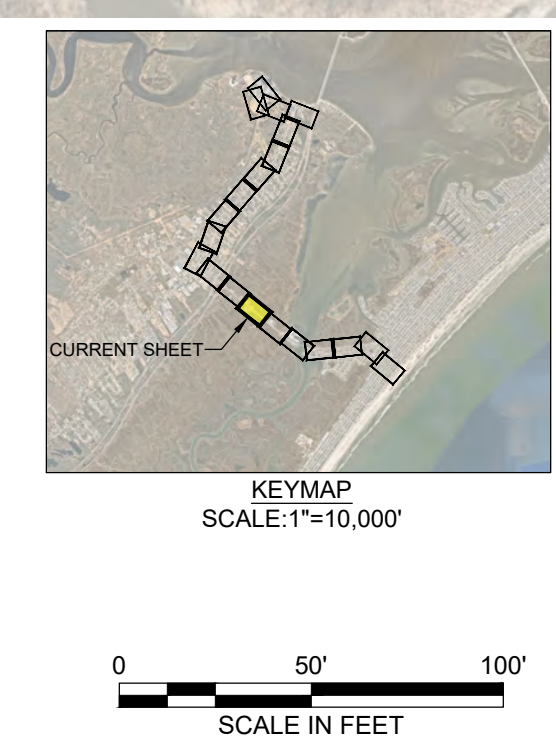 CURRENT SHEET
KEYMAP
SCALE:1"=10,000'
0 50' 100'
SCALE IN FEET